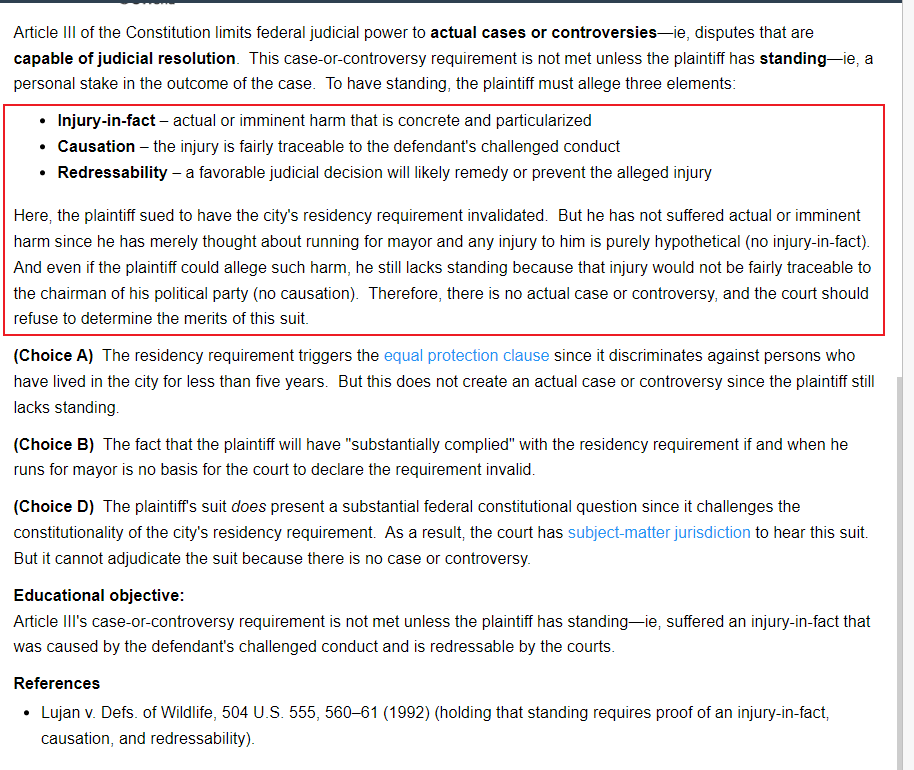 Article III of the Constitution limits federal judicial power to actual cases or controversies—ie, disputes that are
capable of judicial resolution.  This case-or-controversy requirement is not met unless the plaintiff has standing—ie, a
personal stake in the outcome of the case.  To have standing, the plaintiff must allege three elements:
• Injury-in-fact – actual or imminent harm that is concrete and particularized
• Causation – the injury is fairly traceable to the defendant's challenged conduct
• Redressability – a favorable judicial decision will likely remedy or prevent the alleged injury
Here, the plaintiff sued to have the city's residency requirement invalidated.  But he has not suffered actual or imminent
harm since he has merely thought about running for mayor and any injury to him is purely hypothetical (no injury-in-fact).
And even if the plaintiff could allege such harm, he still lacks standing because that injury would not be fairly traceable to
the chairman of his political party (no causation).  Therefore, there is no actual case or controversy, and the court should
refuse to determine the merits of this suit.
(Choice A)  The residency requirement triggers the equal protection clause since it discriminates against persons who
have lived in the city for less than five years.  But this does not create an actual case or controversy since the plaintiff still
lacks standing.
(Choice B)  The fact that the plaintiff will have "substantially complied" with the residency requirement if and when he
runs for mayor is no basis for the court to declare the requirement invalid.
(Choice D)  The plaintiff's suit does present a substantial federal constitutional question since it challenges the
constitutionality of the city's residency requirement.  As a result, the court has subject-matter jurisdiction to hear this suit.
But it cannot adjudicate the suit because there is no case or controversy.
Educational objective:
Article III's case-or-controversy requirement is not met unless the plaintiff has standing—ie, suffered an injury-in-fact that
was caused by the defendant's challenged conduct and is redressable by the courts.
References
• Lujan v. Defs. of Wildlife, 504 U.S. 555, 560–61 (1992) (holding that standing requires proof of an injury-in-fact,
causation, and redressability).